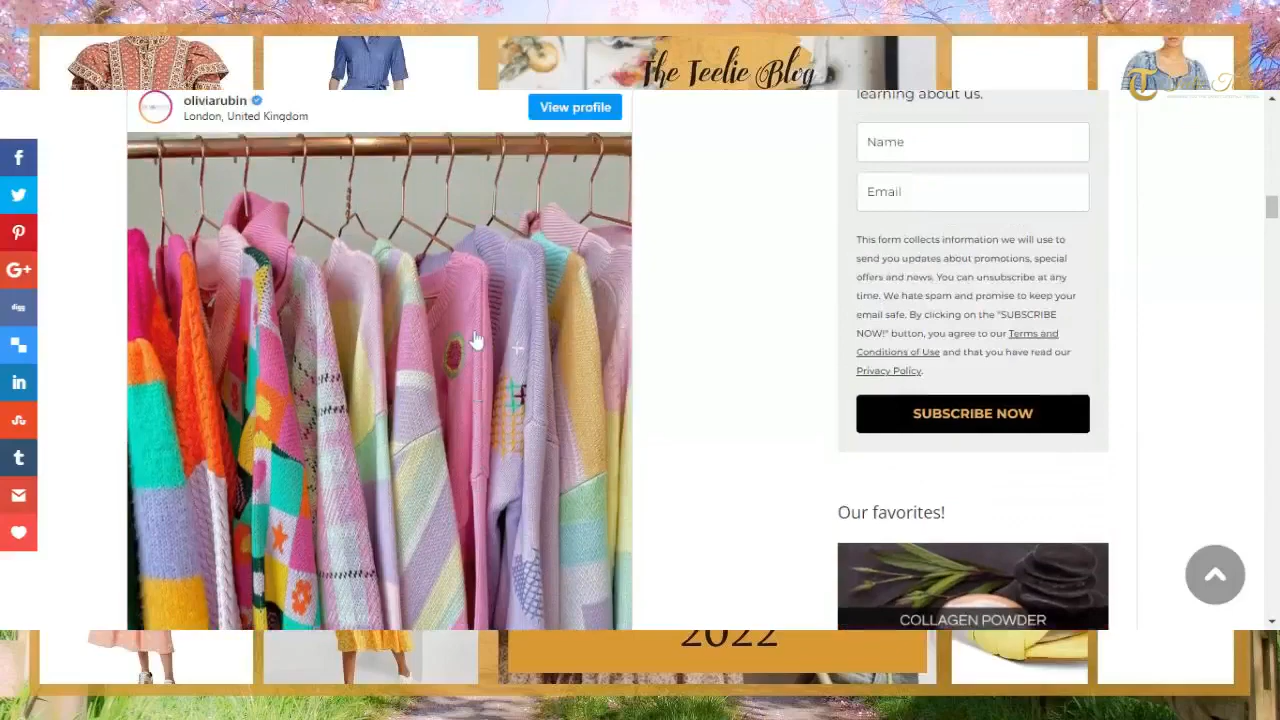 The Teelie Blog
oliviarubin
London, United Kingdom
View profile
learning about us.
Name
Email
This form collects information we will use to
send you updates about promotions, special
offers and news. You can unsubscribe at any
time. We hate spam and promise to keep your
email safe. By clicking on the "SUBSCRIBE
NOW!" button, you agree to our Terms and
Conditions of Use and that you have read our
Privacy Policy.
SUBSCRIBE NOW
Our favorites!
COLLAGEN POWDER
2022
f
G+
digg
in
t